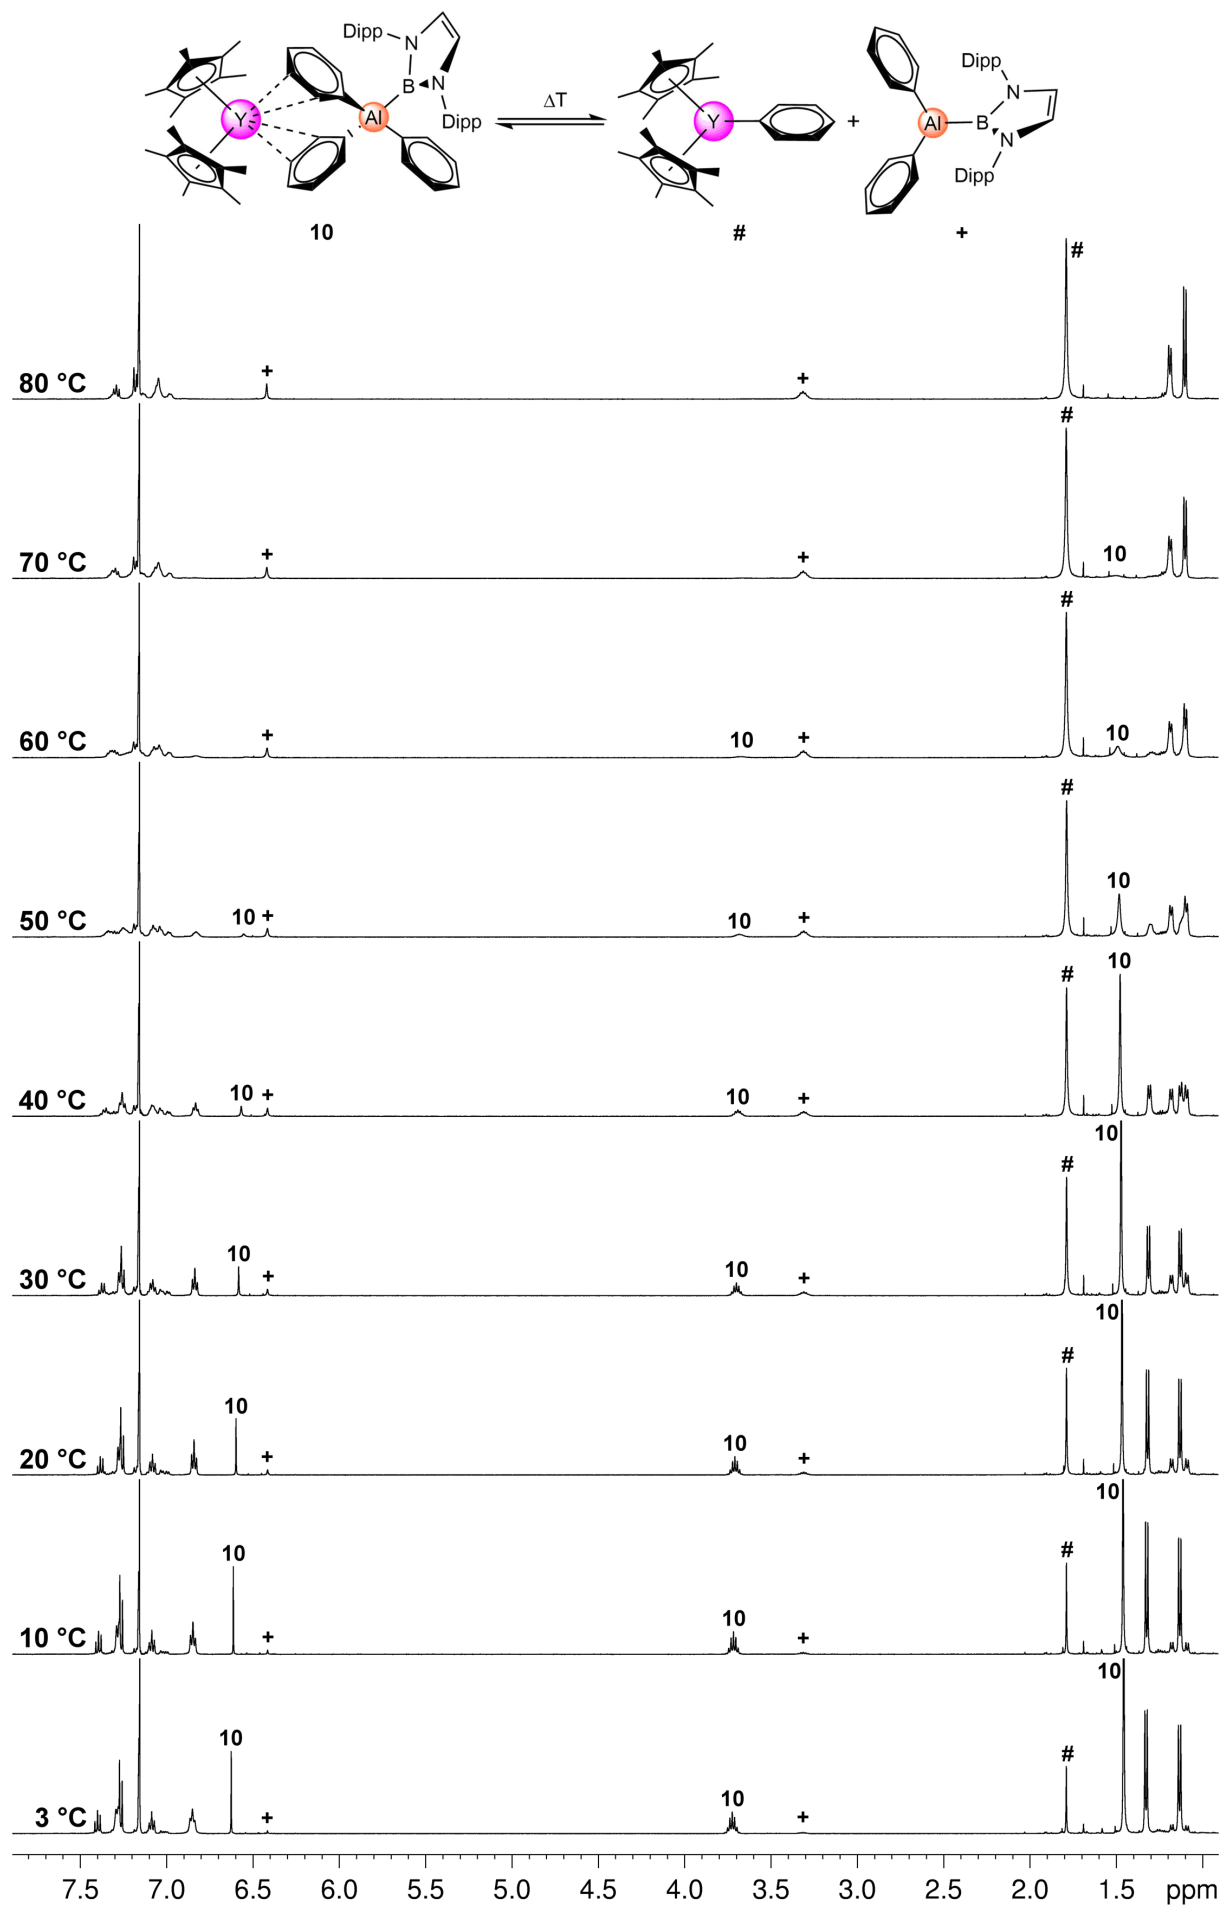 Dipp N
B N
Y Al Dipp
ΔT
Y + Al B N
Dipp N
Dipp
10 # +
#
80 °C + +
#
70 °C + + 10
#
60 °C + 10 + 10
#
50 °C 10 + 10 + 10
# 10
40 °C 10 + 10 +
10
#
30 °C 10 + 10 +
10
#
20 °C 10 + 10 +
10
#
10 °C 10 + 10 +
10
#
3 °C 10 + 10 +
7.5 7.0 6.5 6.0 5.5 5.0 4.5 4.0 3.5 3.0 2.5 2.0 1.5 ppm